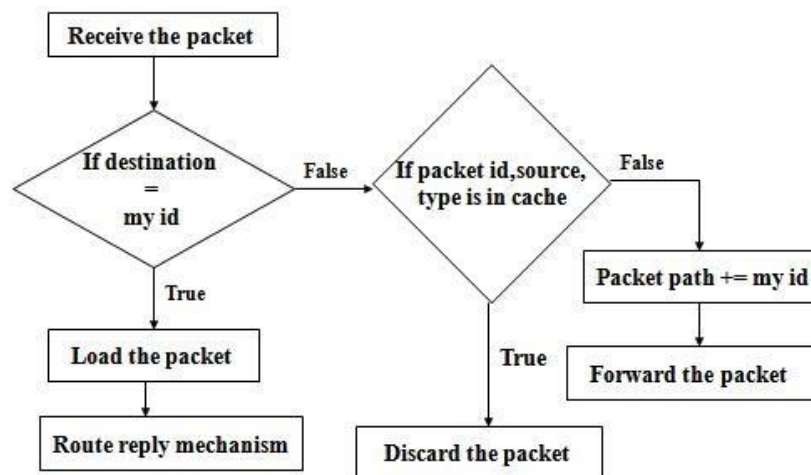 Receive the packet
If destination
=
my id
False
If packet id,source,
type is in cache
False
True
Packet path += my id
Load the packet
True
Forward the packet
Route reply mechanism
Discard the packet